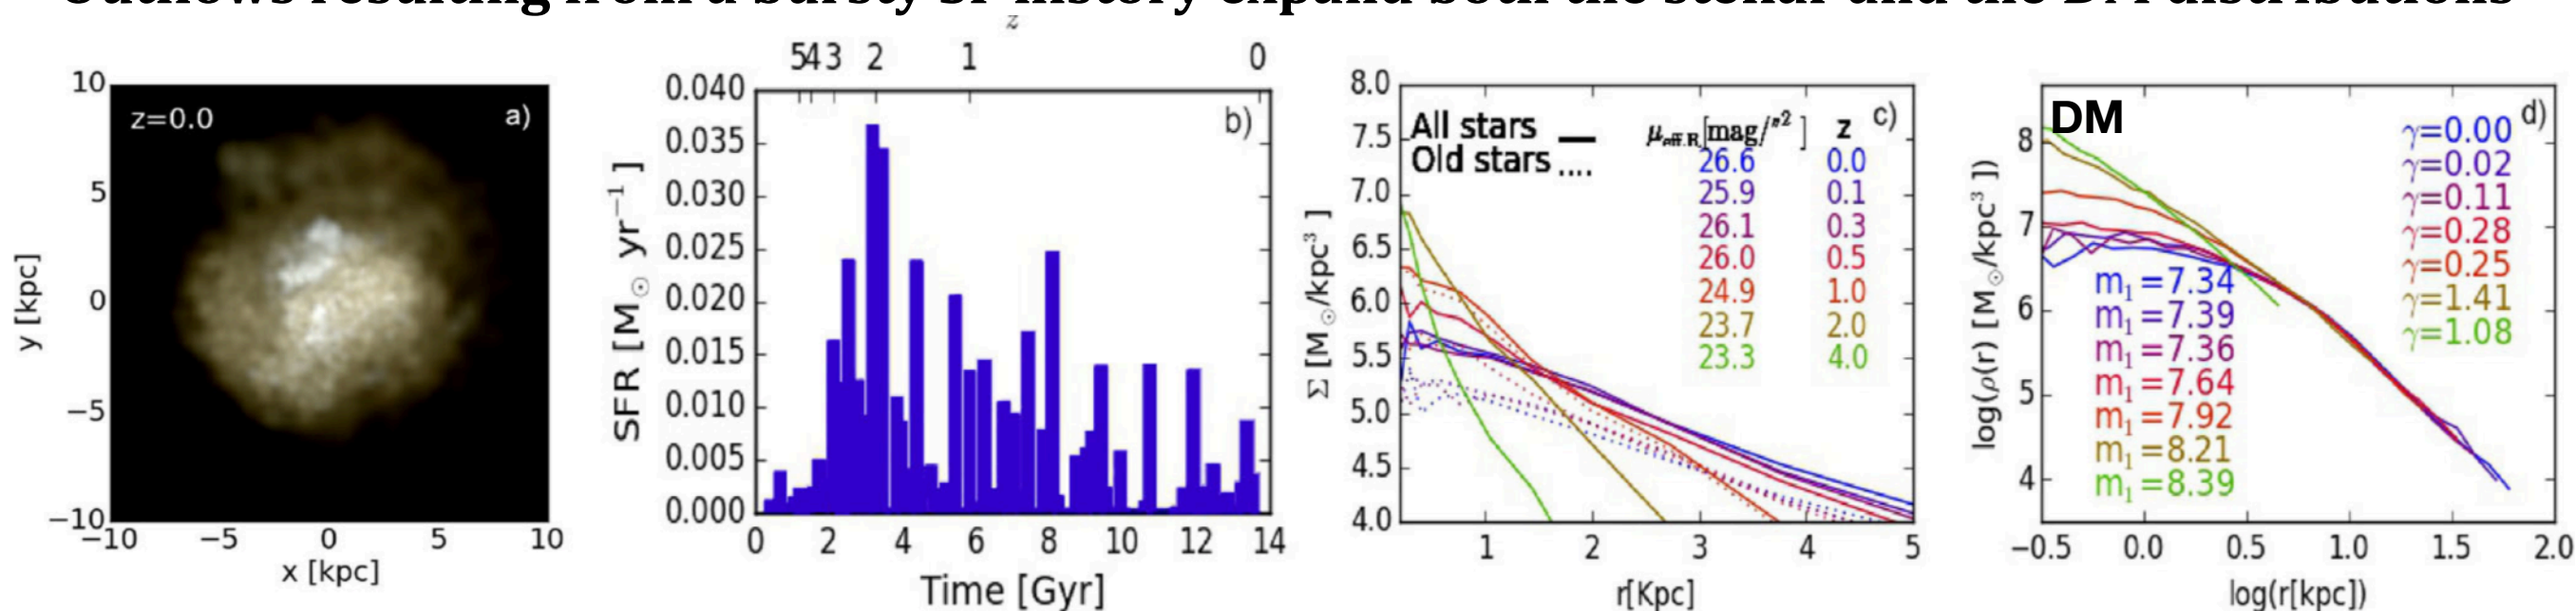 Outflows resulting from a bursty SF history expand both the stellar and the DM distributions
10
5
0
−5
−10
y [kpc]
z=0.0
a)
−10
−5
0
5
10
x [kpc]
z
5 4 3 2 1 0
0.040
0.035
0.030
0.025
0.020
0.015
0.010
0.005
0.000
SFR [M☉ yr⁻¹]
b)
0 2 4 6 8 10 12 14
Time [Gyr]
8.0
7.5
7.0
6.5
6.0
5.5
5.0
4.5
4.0
Σ [M☉/kpc³]
All stars
Old stars ....
μeff.R[mag/"²] z c)
26.6 0.0
25.9 0.1
26.1 0.3
26.0 0.5
24.9 1.0
23.7 2.0
23.3 4.0
1 2 3 4 5
r[Kpc]
8
7
6
5
4
log(ρ(r) [M☉/kpc³])
DM
d)
γ=0.00
γ=0.02
γ=0.11
γ=0.28
γ=0.25
γ=1.41
γ=1.08
m₁=7.34
m₁=7.39
m₁=7.36
m₁=7.64
m₁=7.92
m₁=8.21
m₁=8.39
−0.5 0.0 0.5 1.0 1.5 2.0
log(r[kpc])